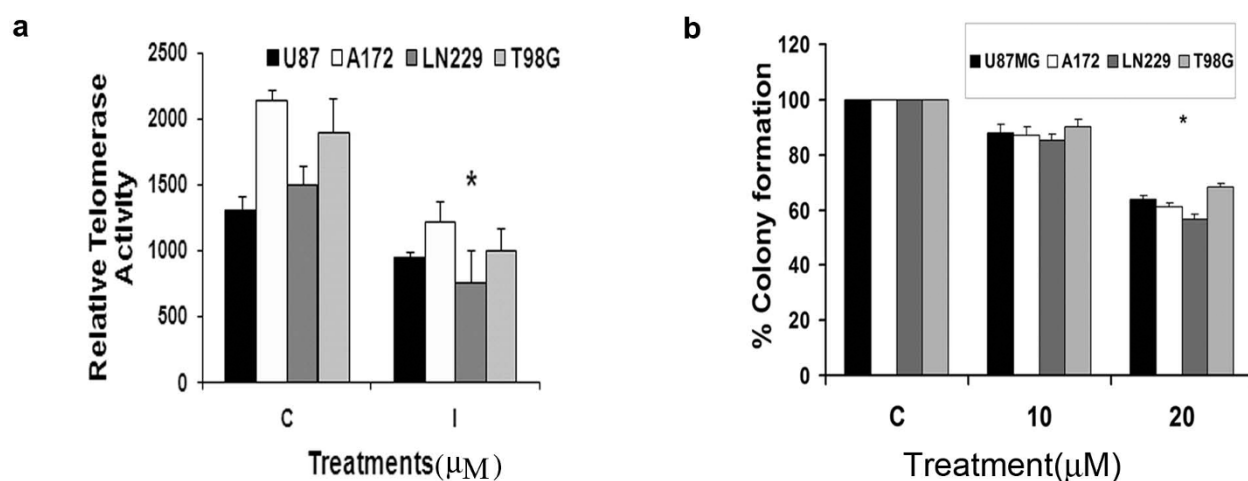 a
U87 A172 LN229 T98G
2500
2000
1500
1000
500
0
Relative Telomerase
Activity
*
C I
Treatments(μM)
b
U87MG A172 LN229 T98G
120
100
80
60
40
20
0
% Colony formation
*
C 10 20
Treatment(μM)